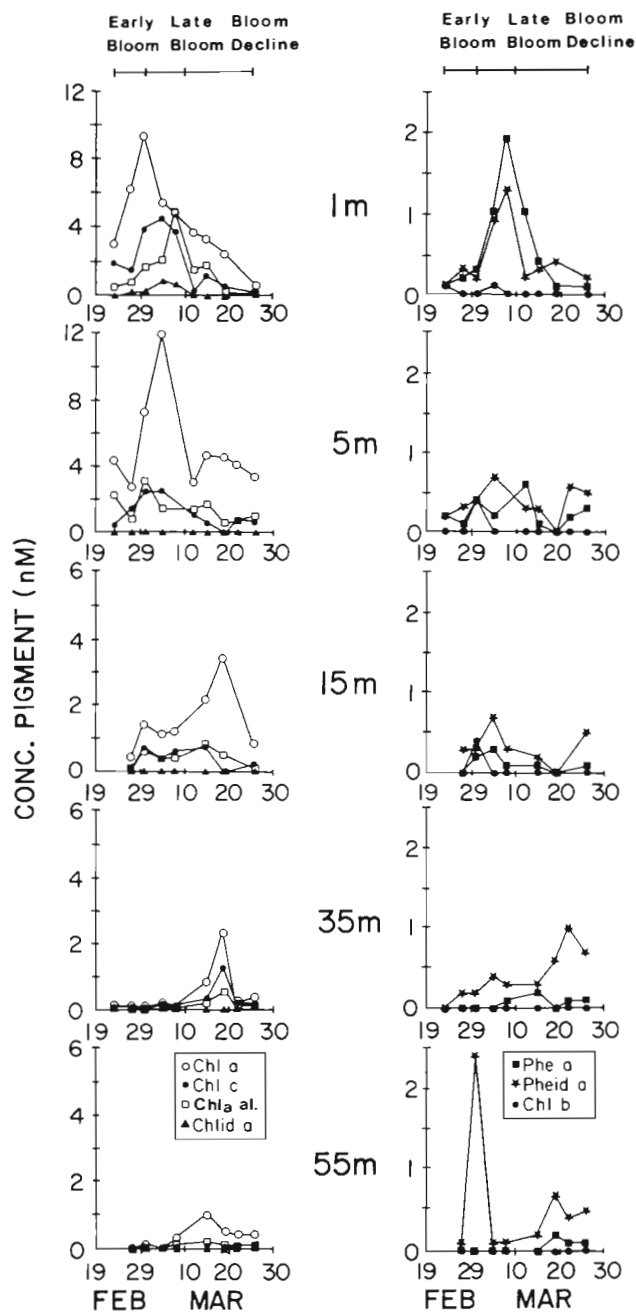 Early Late Bloom
Bloom Bloom Decline
Early Late Bloom
Bloom Bloom Decline
CONC. PIGMENT (nM)
12
8
4
0
19 29 10 20 30
1m
2
1
0
19 29 10 20 30
12
8
4
0
19 29 10 20 30
5m
2
1
0
19 29 10 20 30
6
4
2
0
19 29 10 20 30
15m
2
1
0
19 29 10 20 30
6
4
2
0
19 29 10 20 30
35m
2
1
0
19 29 10 20 30
6
4
2
0
Chl a
Chl c
Chla al.
Chlid a
19 29 10 20 30
FEB MAR
55m
2
1
0
Phe a
Pheid a
Chl b
19 29 10 20 30
FEB MAR